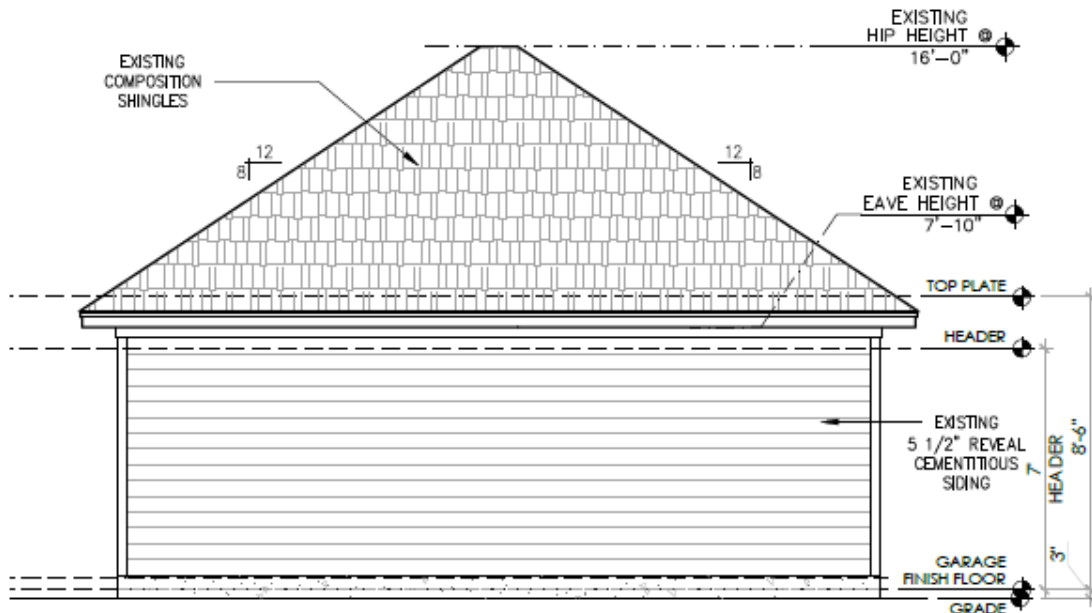 EXISTING
HIP HEIGHT @
16'-0"
EXISTING
COMPOSITION
SHINGLES
12
8
12
8
EXISTING
EAVE HEIGHT @
7'-10"
TOP PLATE
HEADER
EXISTING
5 1/2" REVEAL
CEMENTITIOUS
SIDING
7'
HEADER
8'-6"
3"
GARAGE
FINISH FLOOR
GRADE